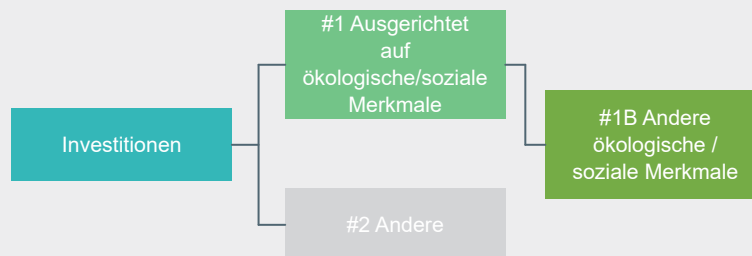 #1 Ausgerichtet
auf
ökologische/soziale
Merkmale
Investitionen
#1B Andere
ökologische /
soziale Merkmale
#2 Andere